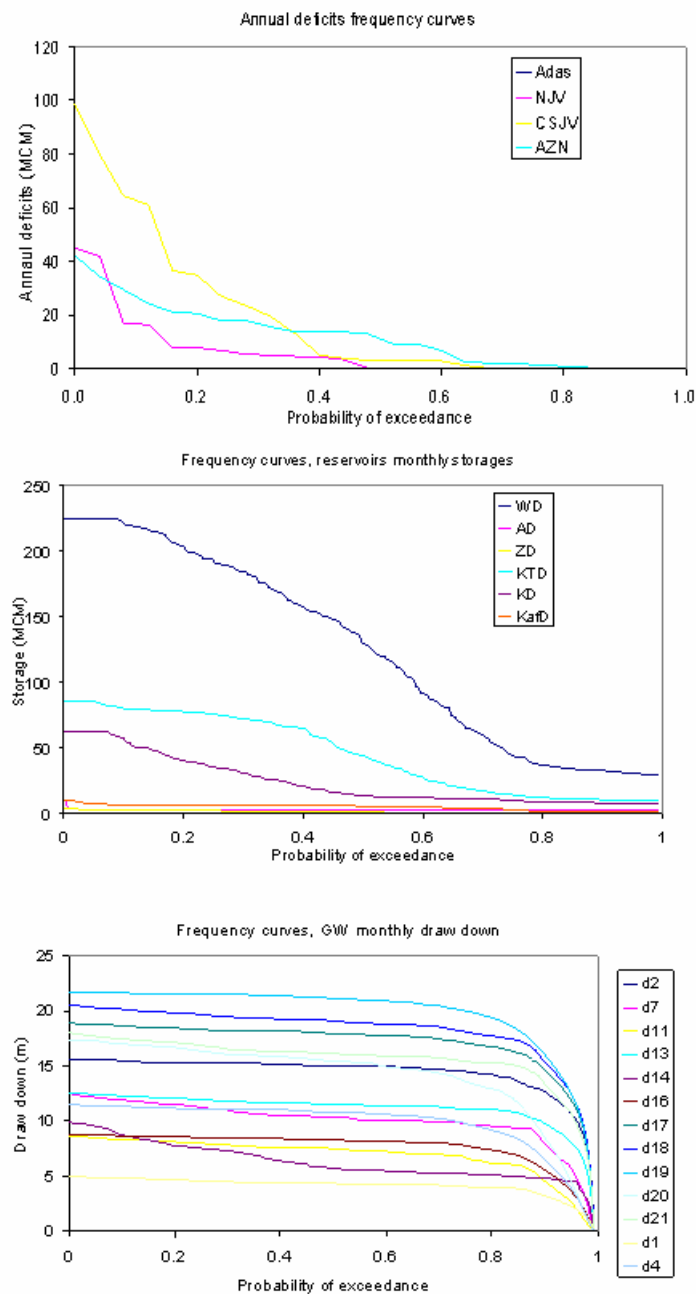 Annual deficits frequency curves
120
100
80
60
40
20
0
Annaul deficits (MCM)
Adas
NJV
CSJV
AZN
0.0 0.2 0.4 0.6 0.8 1.0
Probability of exceedance
Frequency curves, reservoirs monthly storages
250
200
150
100
50
0
Storage (MCM)
WD
AD
ZD
KTD
KD
KafD
0 0.2 0.4 0.6 0.8 1
Probability of exceedance
Frequency curves, GW monthly draw down
25
20
15
10
5
0
Draw down (m)
d2
d7
d11
d13
d14
d16
d17
d18
d19
d20
d21
d1
d4
0 0.2 0.4 0.6 0.8 1
Probability of exceedance